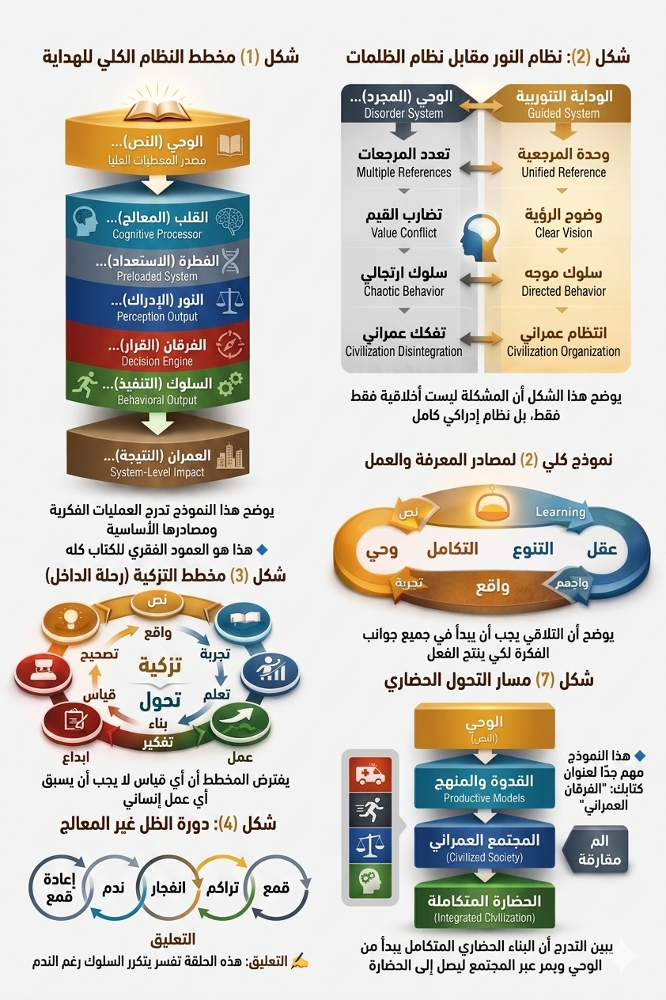 شكل (1) مخطط النظام الكلي للهداية
الوحي (النص)...
مصدر المعطيات العليا
القلب (المعالج)...
Cognitive Processor
الفطرة (الاستعداد)...
Preloaded System
النور (الإدراك)...
Perception Output
الفرقان (القرار)...
Decision Engine
السلوك (التنفيذ)...
Behavioral Output
العمران (النتيجة)...
System-Level Impact
يوضح هذا النموذج تدرج العمليات الفكرية
ومصادرها الأساسية
هذا هو العمود الفقري للكتاب كله
شكل (2): نظام النور مقابل نظام الظلمات
الوداية التتوربية
Guided System
الوحي (المجرد)...
Disorder System
وحدة المرجعية
Unified Reference
تعدد المرجعات
Multiple References
وضوح الرؤية
Clear Vision
تضارب القيم
Value Conflict
سلوك موجه
Directed Behavior
سلوك ارتجالي
Chaotic Behavior
انتظام عمراني
Civilization Organization
تفكك عمراني
Civilization Disintegration
يوضح هذا الشكل أن المشكلة ليست أخلاقية فقط
فقط، بل نظام إدراكي كامل
نموذج كلي (2) لمصادر المعرفة والعمل
نص
Learning
عقل
التنوع
التكامل
وحي
تجربة
واقع
واجهم
يوضح أن التلاقي يجب أن يبدأ في جميع جوانب
الفكرة لكي ينتج الفعل
شكل (3) مخطط التزكية (رحلة الداخل)
نص
واقع
تجربة
تصحيح
تزكية
تحول
تعلم
قياس
بناء
تفكير
عمل
ابداع
يفترض المخطط أن أي قياس لا يجب أن يسبق
أي عمل إنساني
شكل (4): دورة الظل غير المعالج
قمع
تراكم
انفجار
ندم
إعادة
قمع
التعليق
التعليق: هذه الحلقة تفسر يتكرر السلوك رغم الندم
شكل (7) مسار التحول الحضاري
الوحي
(النص)
القدوة والمنهج
Productive Models
المجتمع العمراني
(Civilized Society)
الحضارة المتكاملة
(Integrated Civilization)
هذا النموذج
مهم جدًا لعنوان
كتابك: "الفرقان
العمراني"
الم
مفارقة
يبين التدرج أن البناء الحضاري المتكامل يبدأ من
الوحي ويمر عبر المجتمع ليصل إلى الحضارة